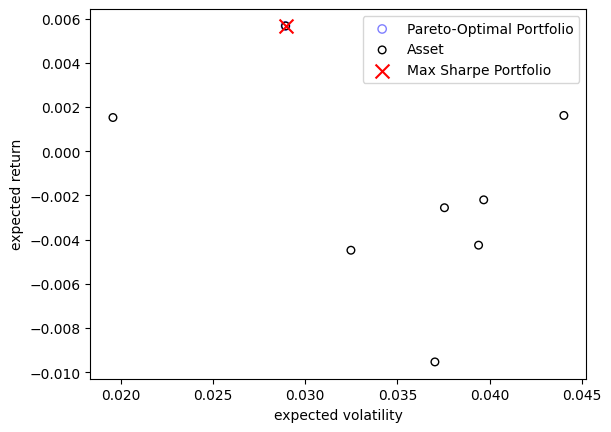 Pareto-Optimal Portfolio
Asset
Max Sharpe Portfolio
0.006
0.004
0.002
0.000
−0.002
−0.004
−0.006
−0.008
−0.010
expected return
0.020 0.025 0.030 0.035 0.040 0.045
expected volatility